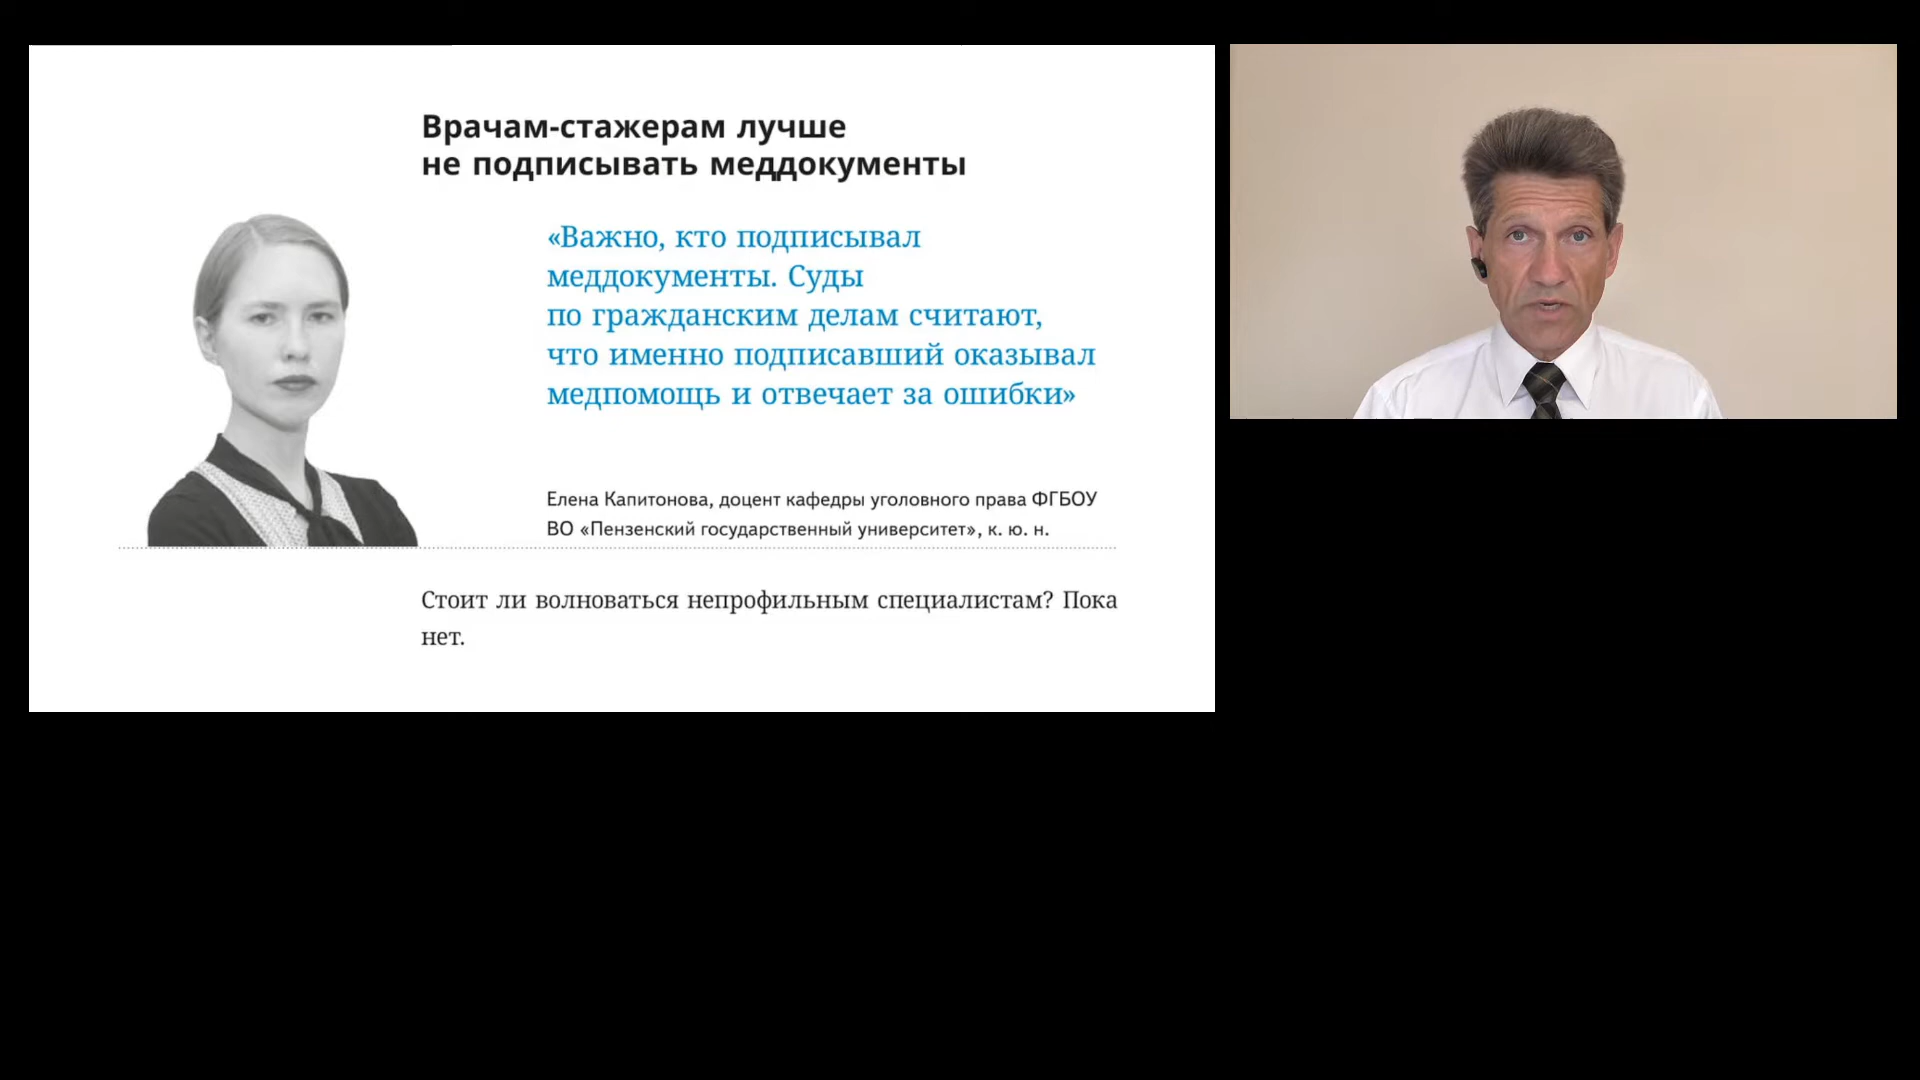 Врачам-стажерам лучше
не подписывать меддокументы
«Важно, кто подписывал
меддокументы. Суды
по гражданским делам считают,
что именно подписавший оказывал
медпомощь и отвечает за ошибки»
Елена Капитонова, доцент кафедры уголовного права ФГБОУ
ВО «Пензенский государственный университет», к. ю. н.
Стоит ли волноваться непрофильным специалистам? Пока
нет.